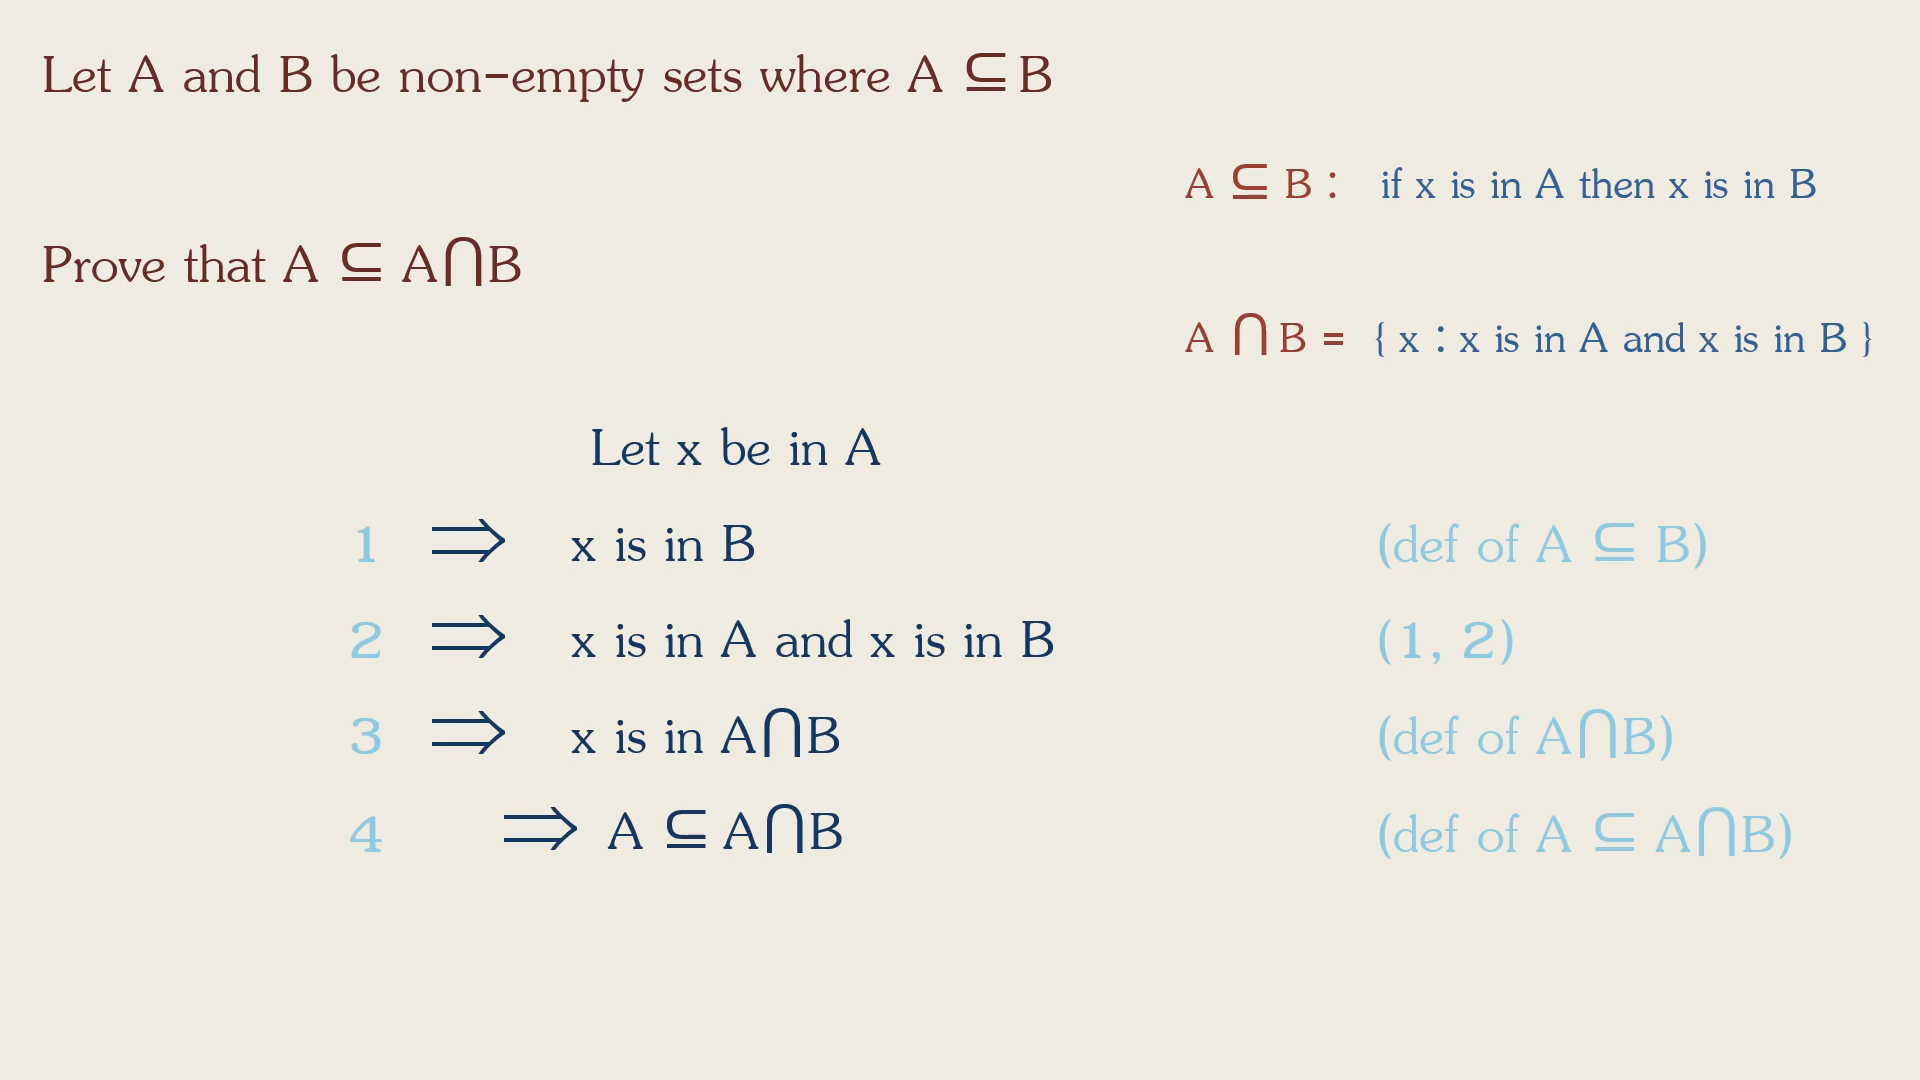 Let A and B be non-empty sets where A ⊆ B
A ⊆ B : if x is in A then x is in B
Prove that A ⊆ A⋂B
A ⋂ B = { x : x is in A and x is in B }
Let x be in A
1 ⇒ x is in B (def of A ⊆ B)
2 ⇒ x is in A and x is in B (1, 2)
3 ⇒ x is in A⋂B (def of A⋂B)
4 ⇒ A ⊆ A⋂B (def of A ⊆ A⋂B)